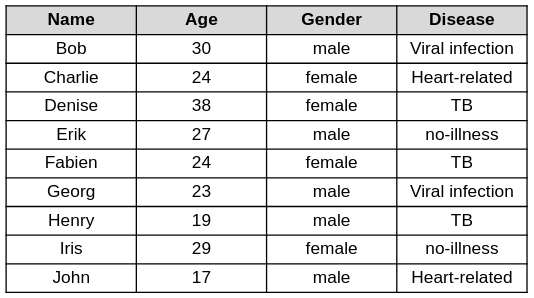 Name Age Gender Disease
Bob 30 male Viral infection
Charlie 24 female Heart-related
Denise 38 female TB
Erik 27 male no-illness
Fabien 24 female TB
Georg 23 male Viral infection
Henry 19 male TB
Iris 29 female no-illness
John 17 male Heart-related